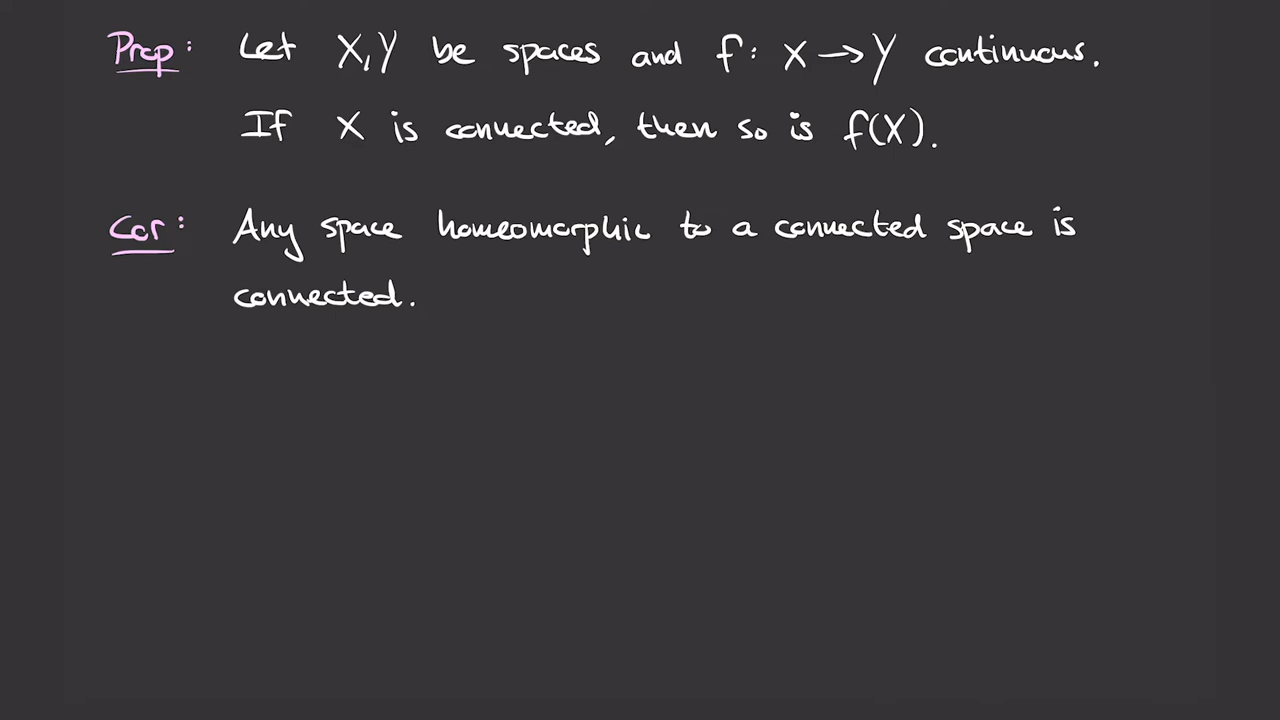 Prop: Let X, Y be spaces and f: X → Y continuous.
If X is connected, then so is f(X).
Cor: Any space homeomorphic to a connected space is
connected.